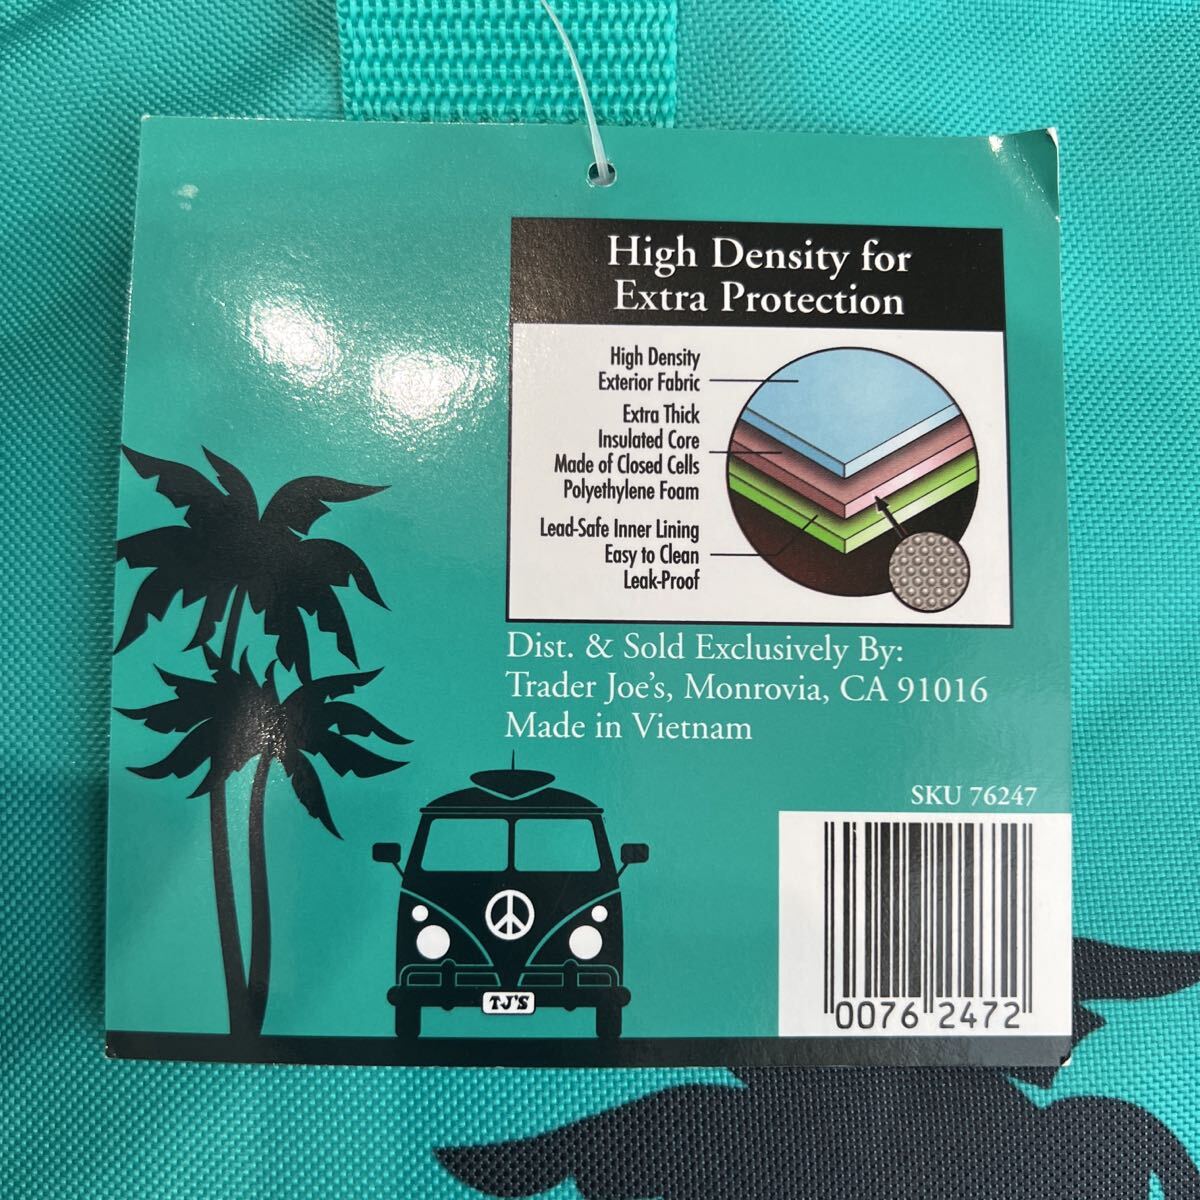 High Density for
Extra Protection
High Density
Exterior Fabric
Extra Thick
Insulated Core
Made of Closed Cells
Polyethylene Foam
Lead-Safe Inner Lining
Easy to Clean
Leak-Proof
Dist. & Sold Exclusively By:
Trader Joe's, Monrovia, CA 91016
Made in Vietnam
SKU 76247
TJ'S
0076 2472